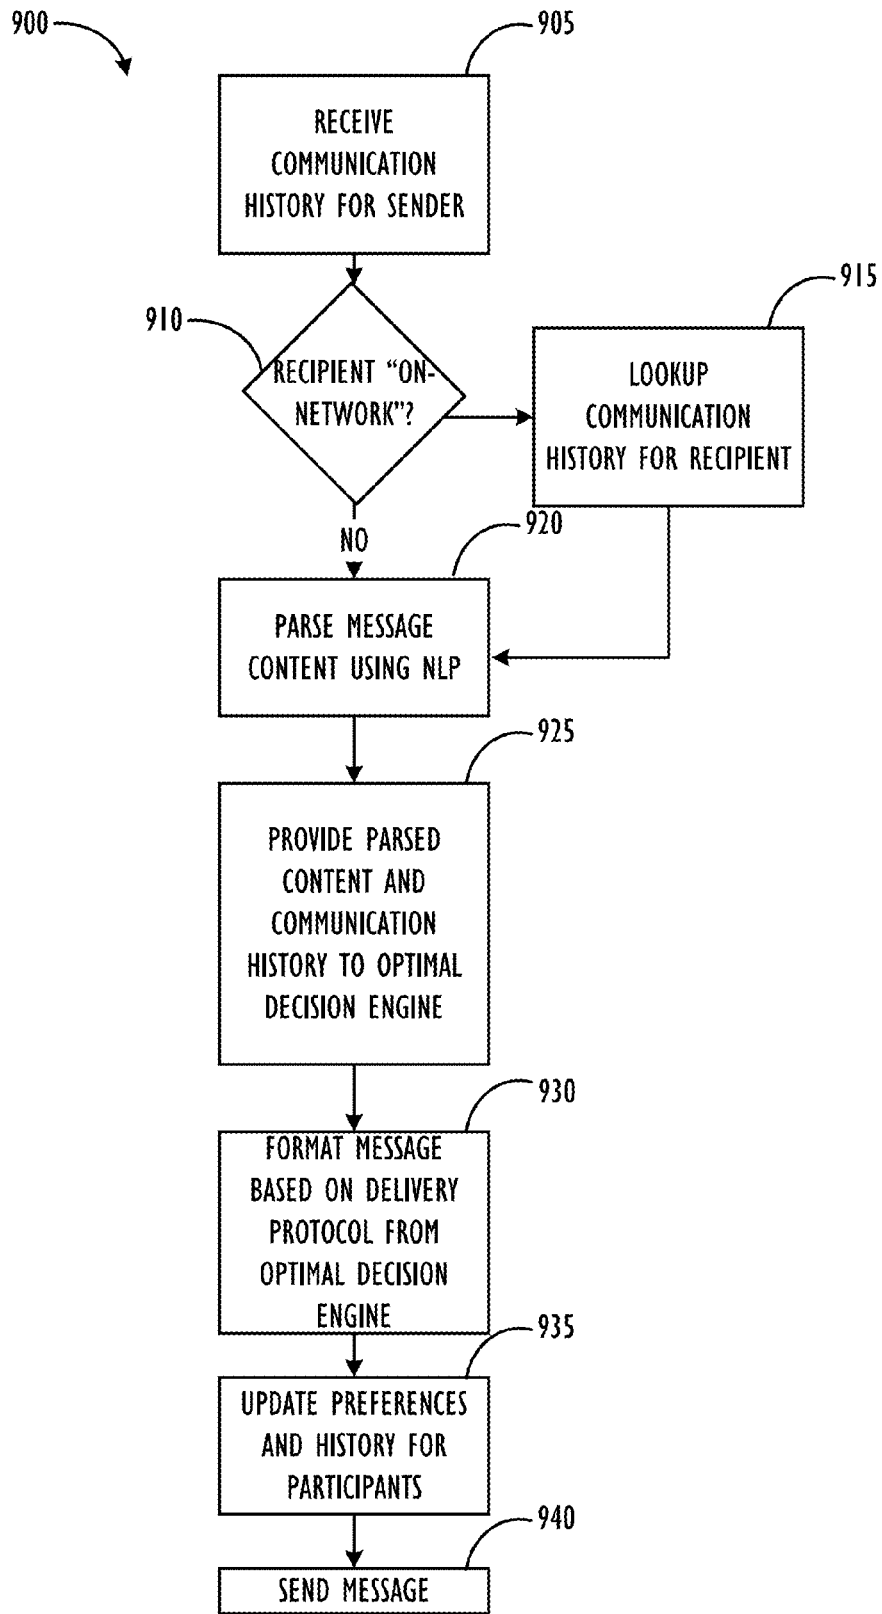 900
905
RECEIVE
COMMUNICATION
HISTORY FOR SENDER
910
RECIPIENT “ON-
NETWORK”?
915
LOOKUP
COMMUNICATION
HISTORY FOR RECIPIENT
NO
920
PARSE MESSAGE
CONTENT USING NLP
925
PROVIDE PARSED
CONTENT AND
COMMUNICATION
HISTORY TO OPTIMAL
DECISION ENGINE
930
FORMAT MESSAGE
BASED ON DELIVERY
PROTOCOL FROM
OPTIMAL DECISION
ENGINE
935
UPDATE PREFERENCES
AND HISTORY FOR
PARTICIPANTS
940
SEND MESSAGE